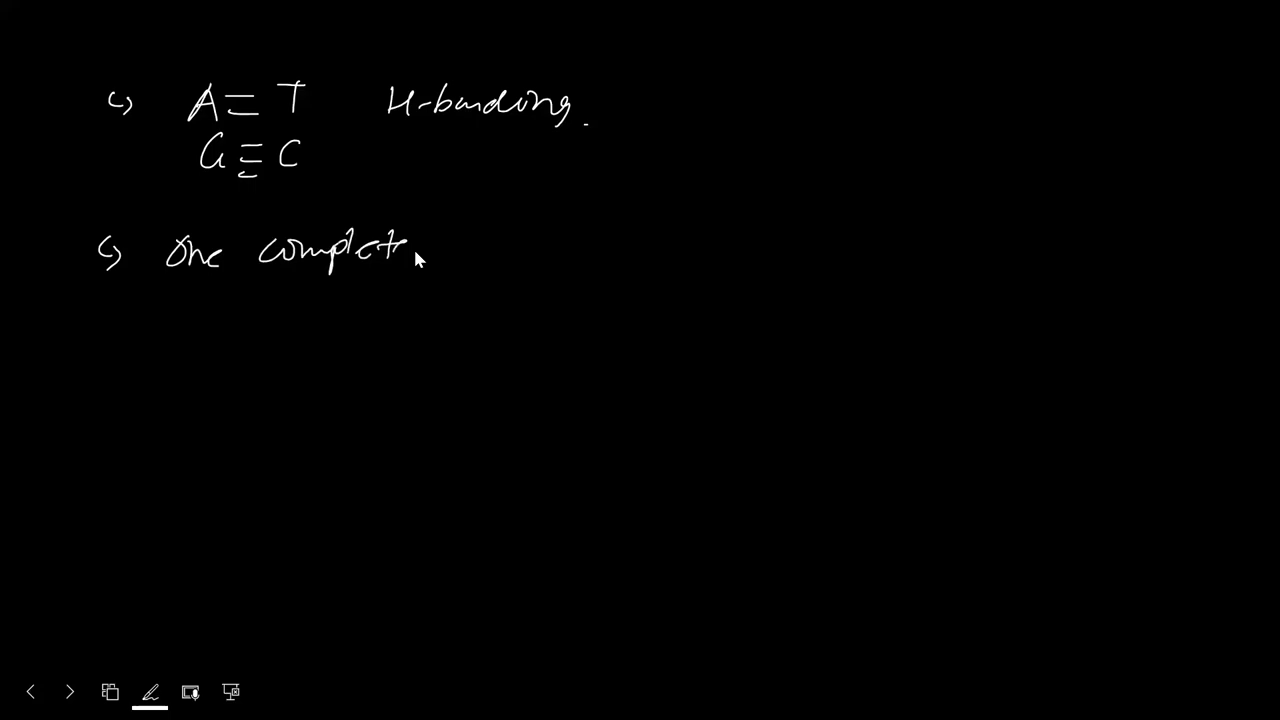 ↪ A = T H-bonding.
G ≡ C
↪ One complete